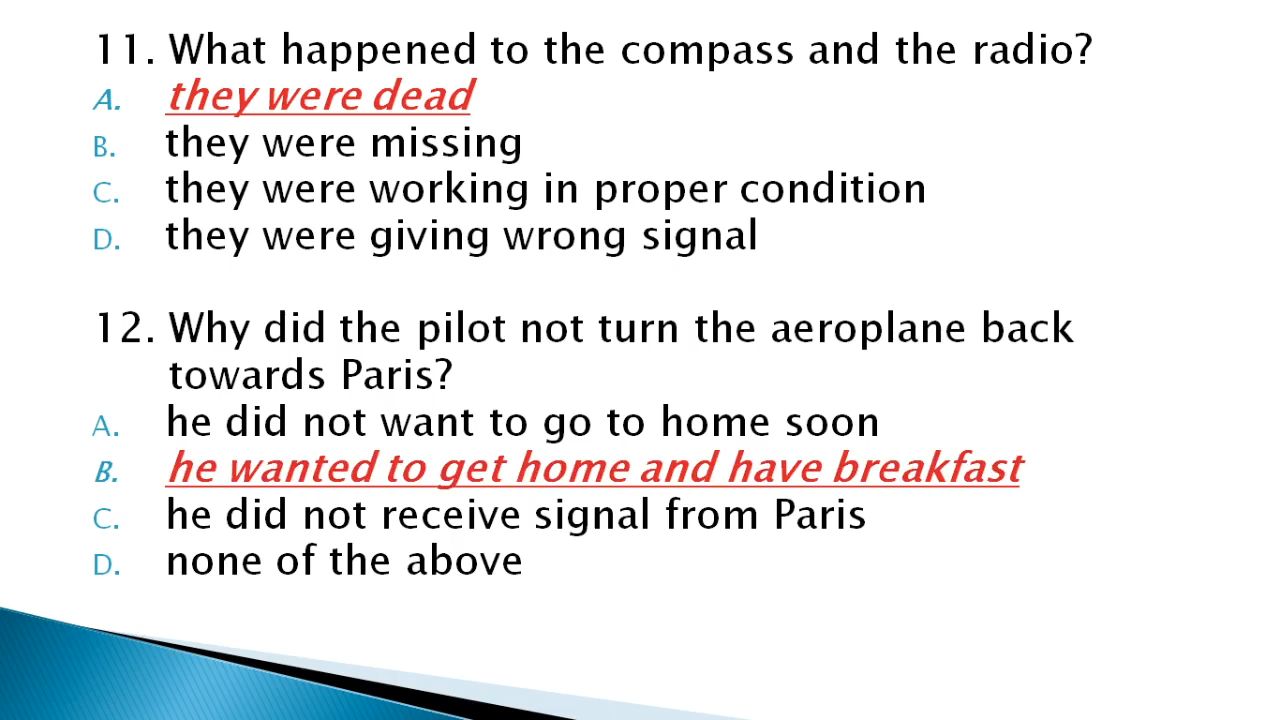 11. What happened to the compass and the radio?
A. they were dead
B. they were missing
C. they were working in proper condition
D. they were giving wrong signal
12. Why did the pilot not turn the aeroplane back
towards Paris?
A. he did not want to go to home soon
B. he wanted to get home and have breakfast
C. he did not receive signal from Paris
D. none of the above